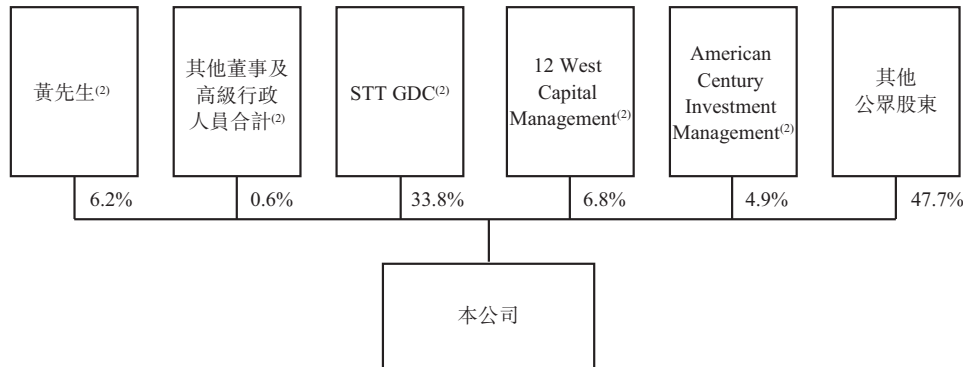 黃先生(2)
其他董事及
高級行政
人員合計(2)
STT GDC(2)
12 West
Capital
Management(2)
American
Century
Investment
Management(2)
其他
公眾股東
6.2%
0.6%
33.8%
6.8%
4.9%
47.7%
本公司